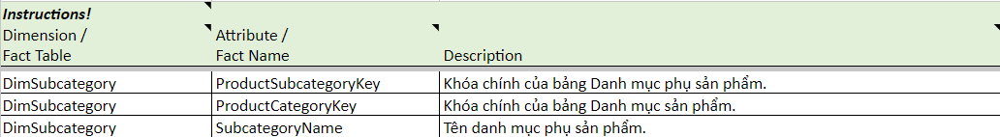 Instructions!
Dimension / Attribute /
Fact Table Fact Name Description
DimSubcategory ProductSubcategoryKey Khóa chính của bảng Danh mục phụ sản phẩm.
DimSubcategory ProductCategoryKey Khóa chính của bảng Danh mục sản phẩm.
DimSubcategory SubcategoryName Tên danh mục phụ sản phẩm.